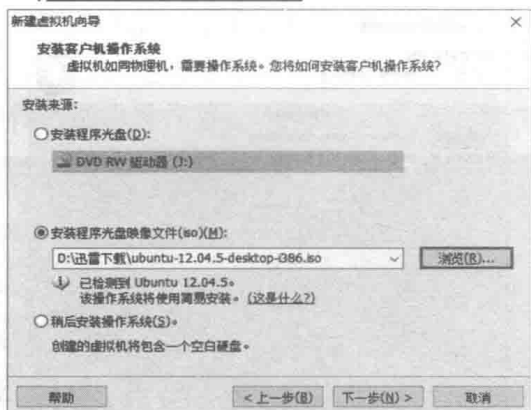 新建虚拟机向导
安装客户机操作系统
虚拟机如同物理机，需要操作系统。您将如何安装客户机操作系统?
安装来源:
安装程序光盘(D):
DVD RW 驱动器 (J:)
安装程序光盘映像文件(iso)(M):
D:\迅雷下载\ubuntu-12.04.5-desktop-i386.iso
浏览(R)...
已检测到 Ubuntu 12.04.5。
该操作系统将使用简易安装。(这是什么?)
稍后安装操作系统(S)。
创建的虚拟机将包含一个空白硬盘。
帮助 < 上一步(B) 下一步(N) > 取消